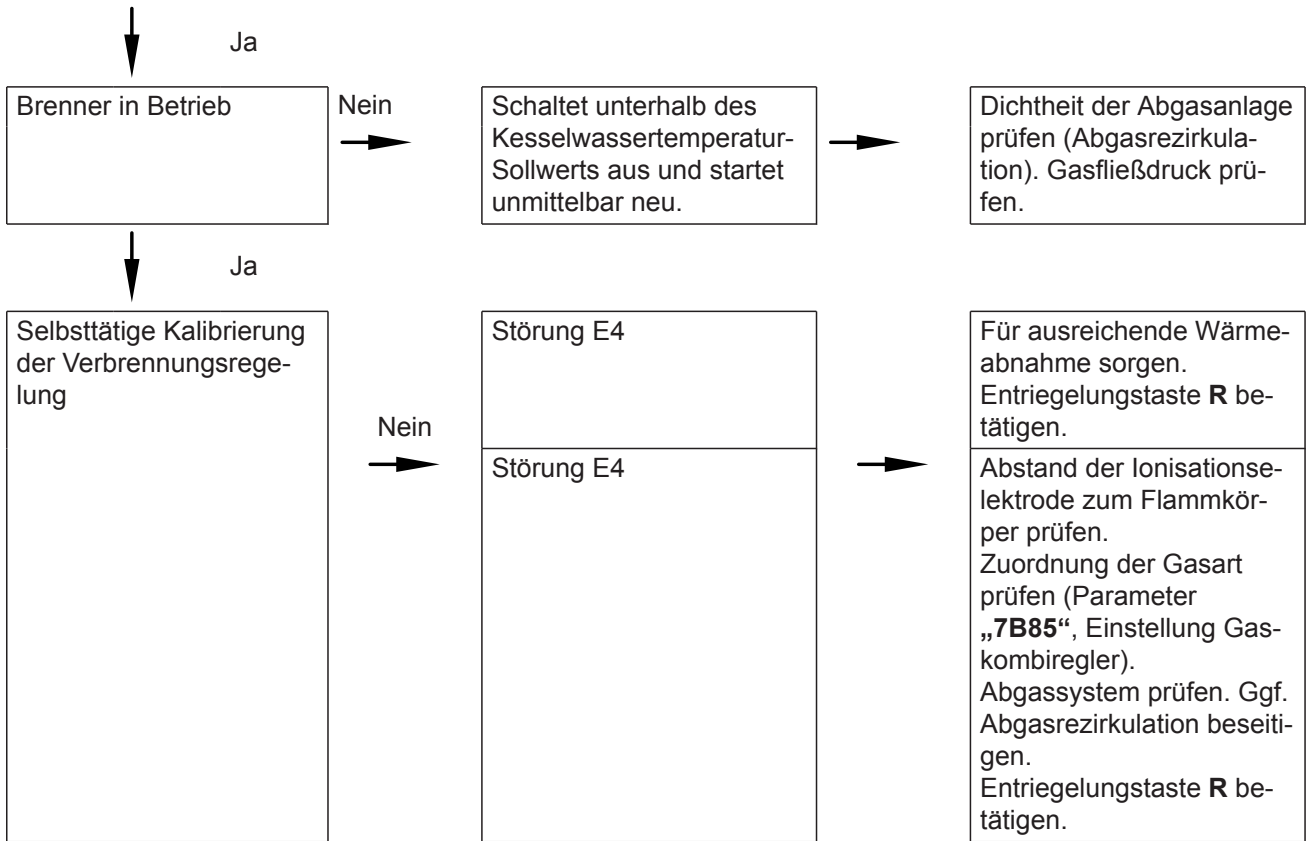 Ja
Brenner in Betrieb
Nein
Schaltet unterhalb des
Kesselwassertemperatur-
Sollwerts aus und startet
unmittelbar neu.
Dichtheit der Abgasanlage
prüfen (Abgasrezirkula-
tion). Gasfließdruck prü-
fen.
Ja
Selbsttätige Kalibrierung
der Verbrennungsrege-
lung
Nein
Störung E4
Für ausreichende Wärme-
abnahme sorgen.
Entriegelungstaste R be-
tätigen.
Störung E4
Abstand der Ionisationse-
lektrode zum Flammkör-
per prüfen.
Zuordnung der Gasart
prüfen (Parameter
„7B85“, Einstellung Gas-
kombiregler).
Abgassystem prüfen. Ggf.
Abgasrezirkulation beseiti-
gen.
Entriegelungstaste R be-
tätigen.